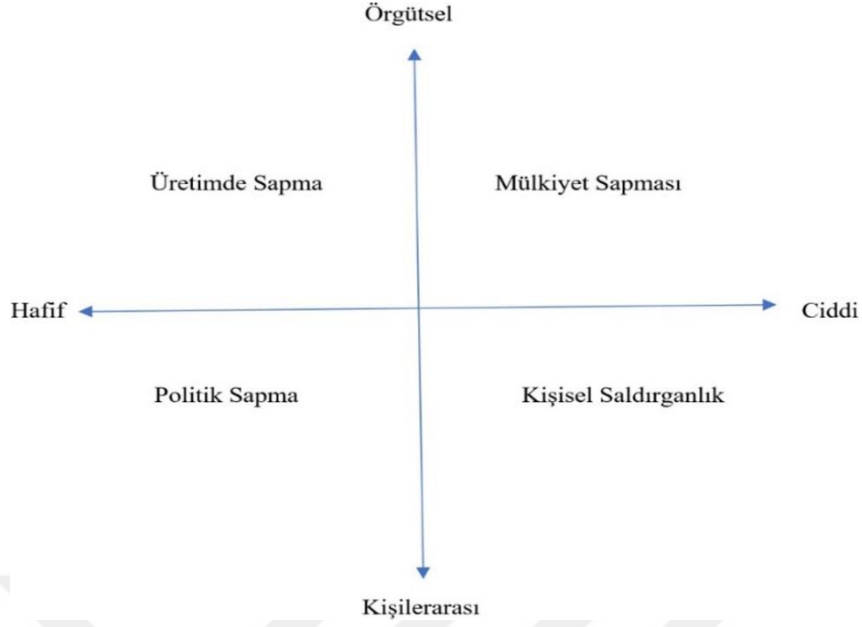 Örgütsel
Üretimde Sapma
Mülkiyet Sapması
Hafif
Ciddi
Politik Sapma
Kişisel Saldırganlık
Kişilerarası